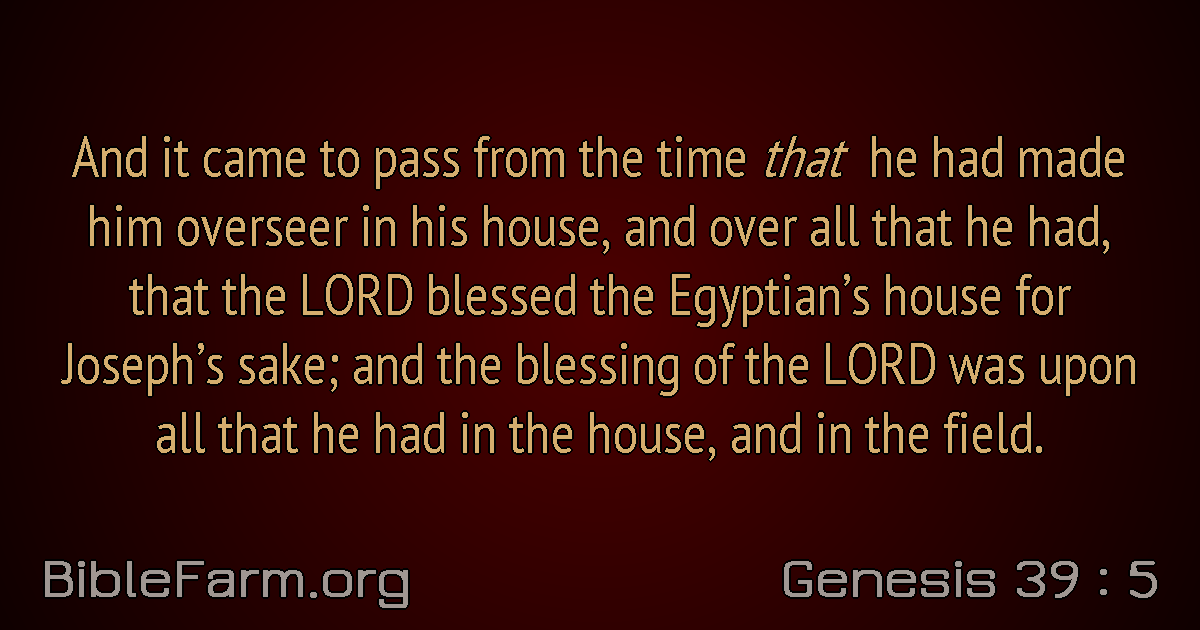 And it came to pass from the time that he had made
him overseer in his house, and over all that he had,
that the LORD blessed the Egyptian’s house for
Joseph’s sake; and the blessing of the LORD was upon
all that he had in the house, and in the field.
BibleFarm.org
Genesis 39 : 5